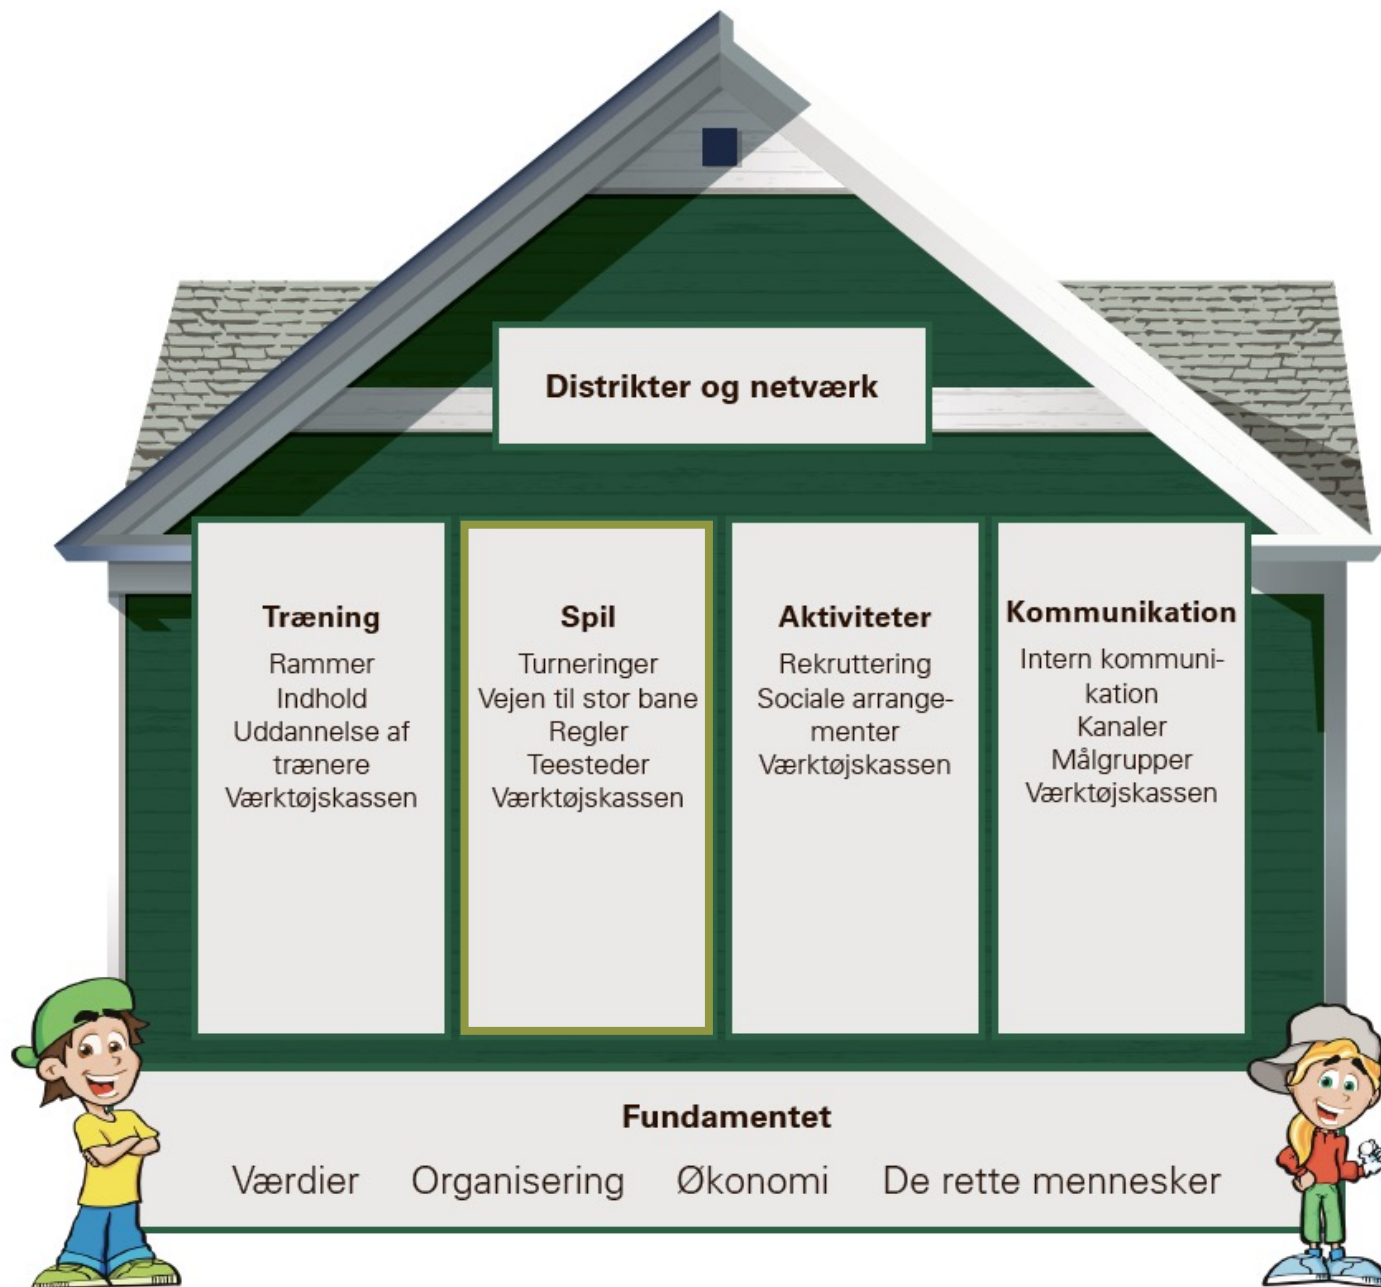 Distrikter og netværk
Træning
Rammer
Indhold
Uddannelse af
trænere
Værktøjskassen
Spil
Turneringer
Vejen til stor bane
Regler
Teesteder
Værktøjskassen
Aktiviteter
Rekruttering
Sociale arrange-
menter
Værktøjskassen
Kommunikation
Intern kommuni-
kation
Kanaler
Målgrupper
Værktøjskassen
Fundamentet
Værdier Organisering Økonomi De rette mennesker